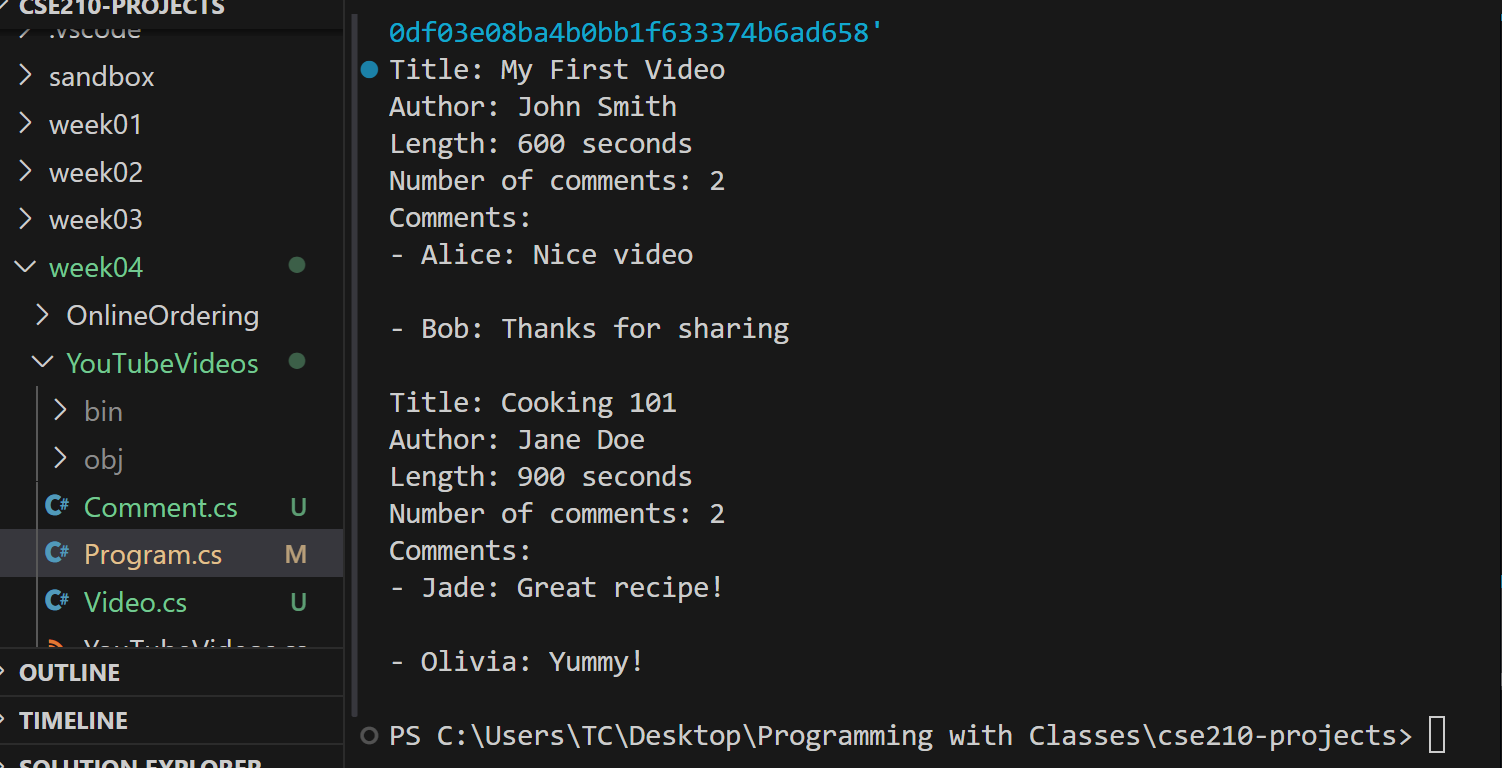 CSE210-PROJECTS
.vscode
sandbox
week01
week02
week03
week04
OnlineOrdering
YouTubeVideos
bin
obj
C# Comment.cs U
C# Program.cs M
C# Video.cs U
OUTLINE
TIMELINE
SOLUTION EXPLORER
0df03e08ba4b0bb1f633374b6ad658'
Title: My First Video
Author: John Smith
Length: 600 seconds
Number of comments: 2
Comments:
- Alice: Nice video
- Bob: Thanks for sharing
Title: Cooking 101
Author: Jane Doe
Length: 900 seconds
Number of comments: 2
Comments:
- Jade: Great recipe!
- Olivia: Yummy!
PS C:\Users\TC\Desktop\Programming with Classes\cse210-projects>